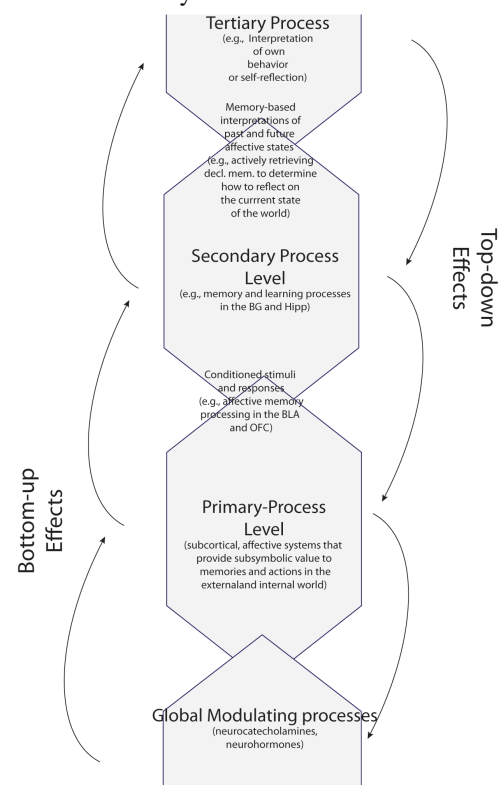 y
Tertiary Process
(e.g., Interpretation
of own
behavior
or self-reflection)
Memory-based
interpretations of
past and future
affective states
(e.g., actively retrieving
decl. mem. to determine
how to reflect on
the currrent state
of the world)
Secondary Process
Level
(e.g., memory and learning processes
in the BG and Hipp)
Top-down
Effects
Conditioned stimuli
and responses
(e.g., affective memory
processing in the BLA
and OFC)
Bottom-up
Effects
Primary-Process
Level
(subcortical, affective systems that
provide subsymbolic value to
memories and actions in the
externaland internal world)
Global Modulating processes
(neurocatecholamines,
neurohormones)